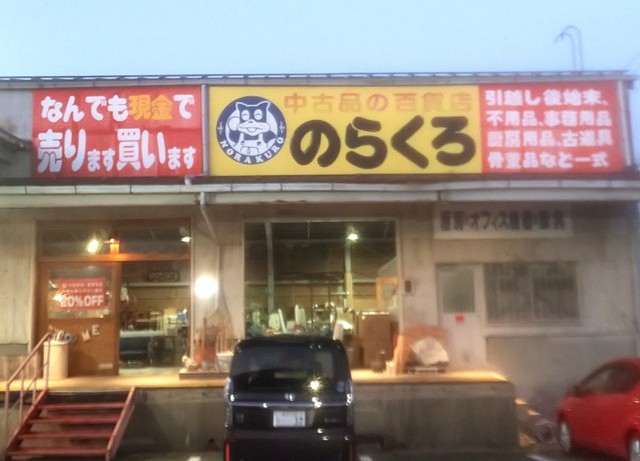 なんでも現金で
売ります買います
中古品の百貨店
のらくろ
NORAKURO
引越し後始末、
不用品、事務用品
厨房用品、古道具
骨董品など一式
20%OFF